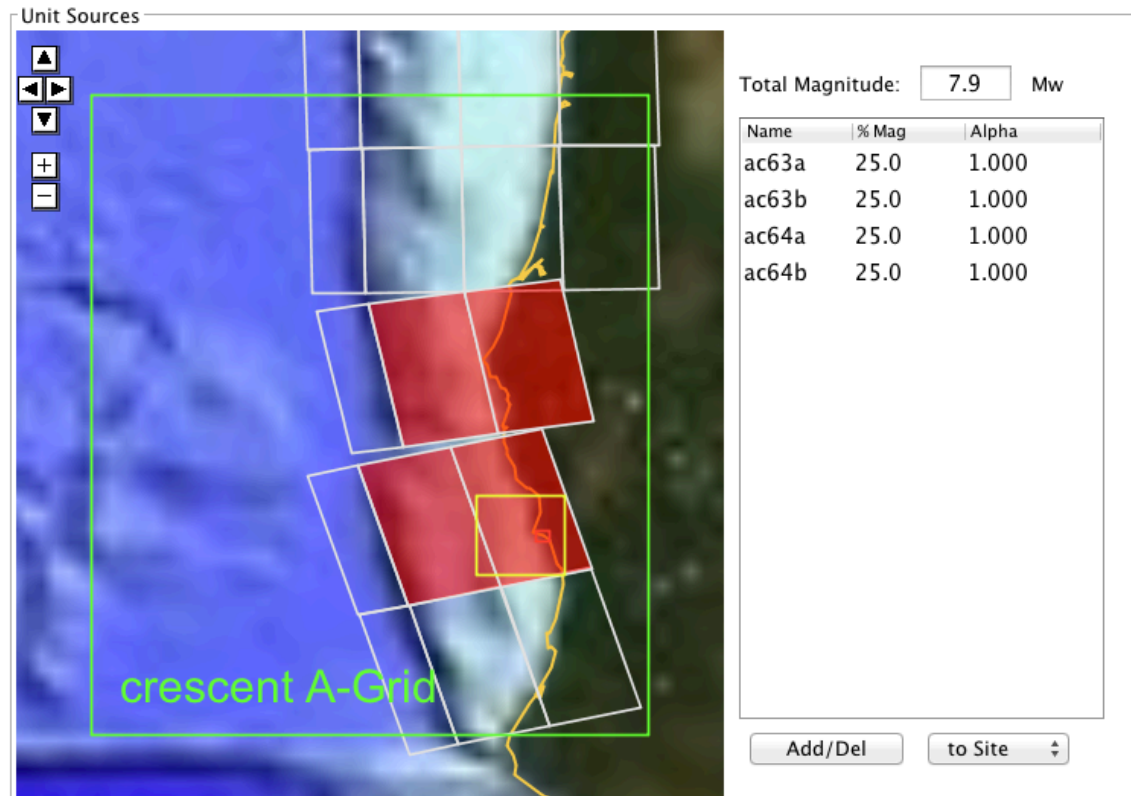 Unit Sources
Total Magnitude: 7.9 Mw
Name % Mag Alpha
ac63a 25.0 1.000
ac63b 25.0 1.000
ac64a 25.0 1.000
ac64b 25.0 1.000
crescent A-Grid
Add/Del to Site